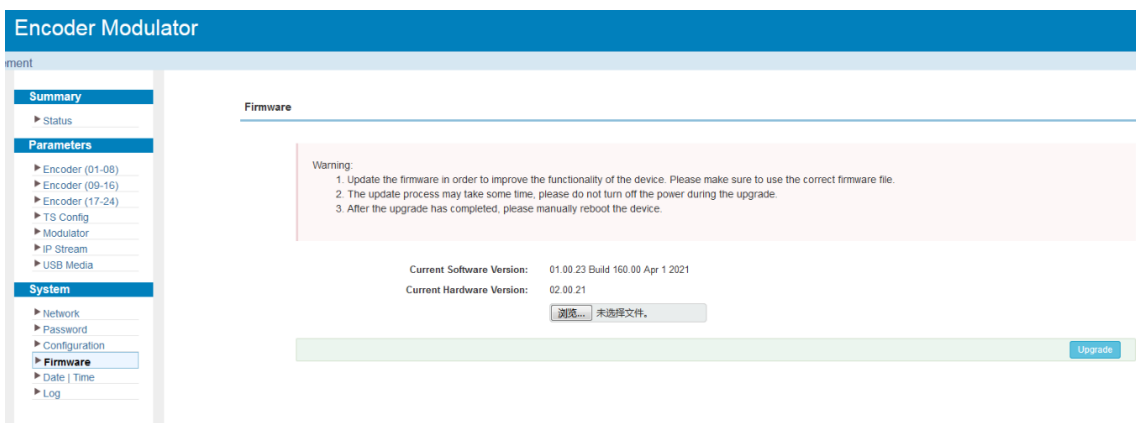 Encoder Modulator
ement
Summary
Status
Parameters
Encoder (01-08)
Encoder (09-16)
Encoder (17-24)
TS Config
Modulator
IP Stream
USB Media
System
Network
Password
Configuration
Firmware
Date | Time
Log
Firmware
Warning:
1. Update the firmware in order to improve the functionality of the device. Please make sure to use the correct firmware file.
2. The update process may take some time, please do not turn off the power during the upgrade.
3. After the upgrade has completed, please manually reboot the device.
Current Software Version: 01.00.23 Build 160.00 Apr 1 2021
Current Hardware Version: 02.00.21
浏览... 未选择文件。
Upgrade